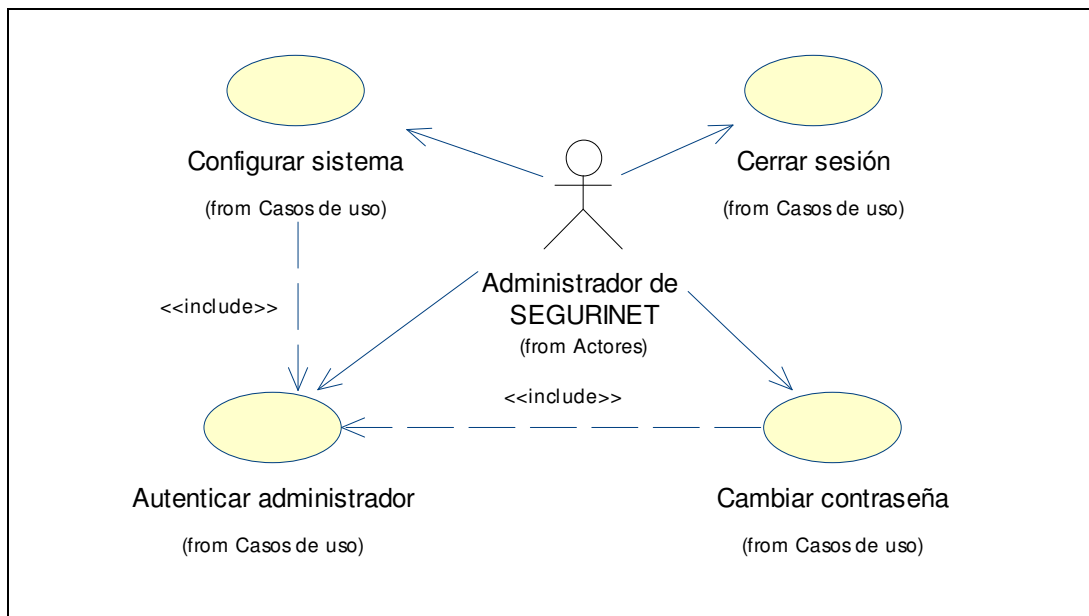 Configurar sistema
(from Casos de uso)
Cerrar sesión
(from Casos de uso)
Administrador de
SEGURINET
(from Actores)
<<include>>
<<include>>
Autenticar administrador
(from Casos de uso)
Cambiar contraseña
(from Casos de uso)